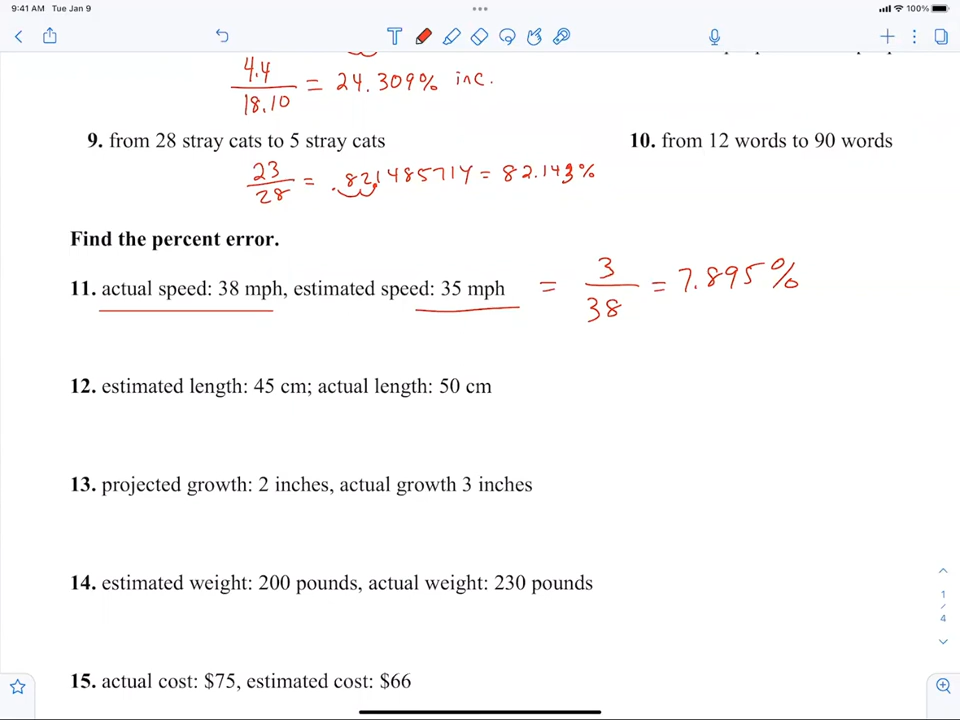 9:41 AM Tue Jan 9
100%
4.4
18.10
= 24.309% inc.
9. from 28 stray cats to 5 stray cats
10. from 12 words to 90 words
23
28
= .821485714 = 82.143%
Find the percent error.
11. actual speed: 38 mph, estimated speed: 35 mph
=
3
38
= 7.895%
12. estimated length: 45 cm; actual length: 50 cm
13. projected growth: 2 inches, actual growth 3 inches
14. estimated weight: 200 pounds, actual weight: 230 pounds
1
/
4
15. actual cost: $75, estimated cost: $66